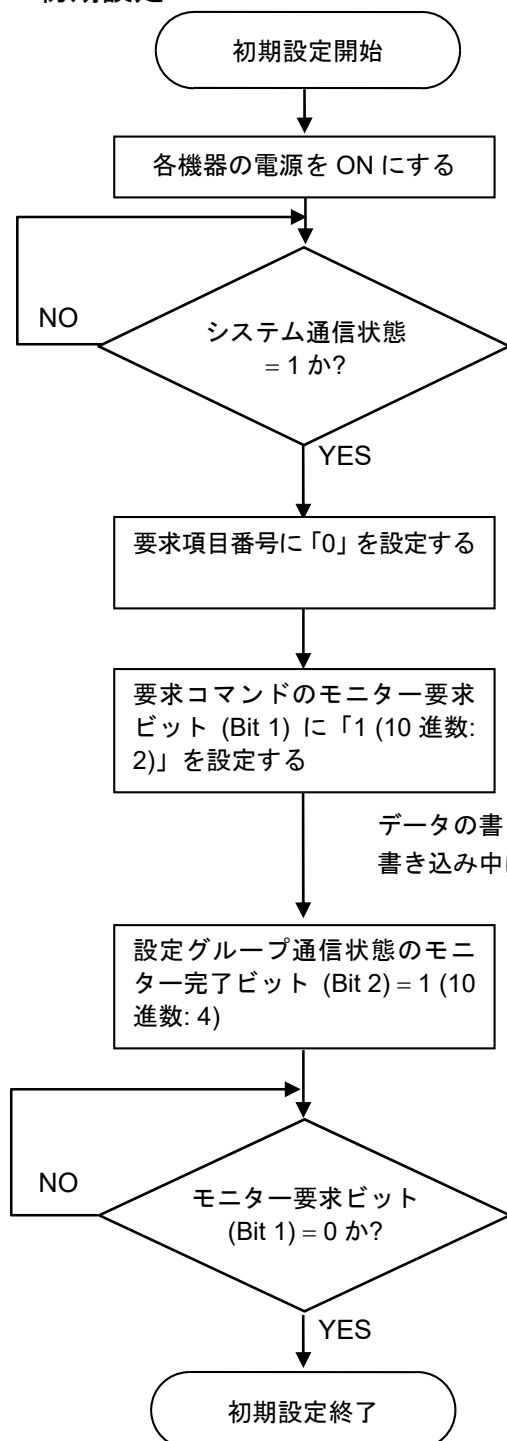 初期設定開始
各機器の電源を ON にする
NO
システム通信状態
= 1 か?
YES
要求項目番号に「0」を設定する
要求コマンドのモニター要求
ビット (Bit 1) に「1 (10 進数:
2)」を設定する
データの書
書き込み中
設定グループ通信状態のモニ
ター完了ビット (Bit 2) = 1 (10
進数: 4)
NO
モニター要求ビット
(Bit 1) = 0 か?
YES
初期設定終了